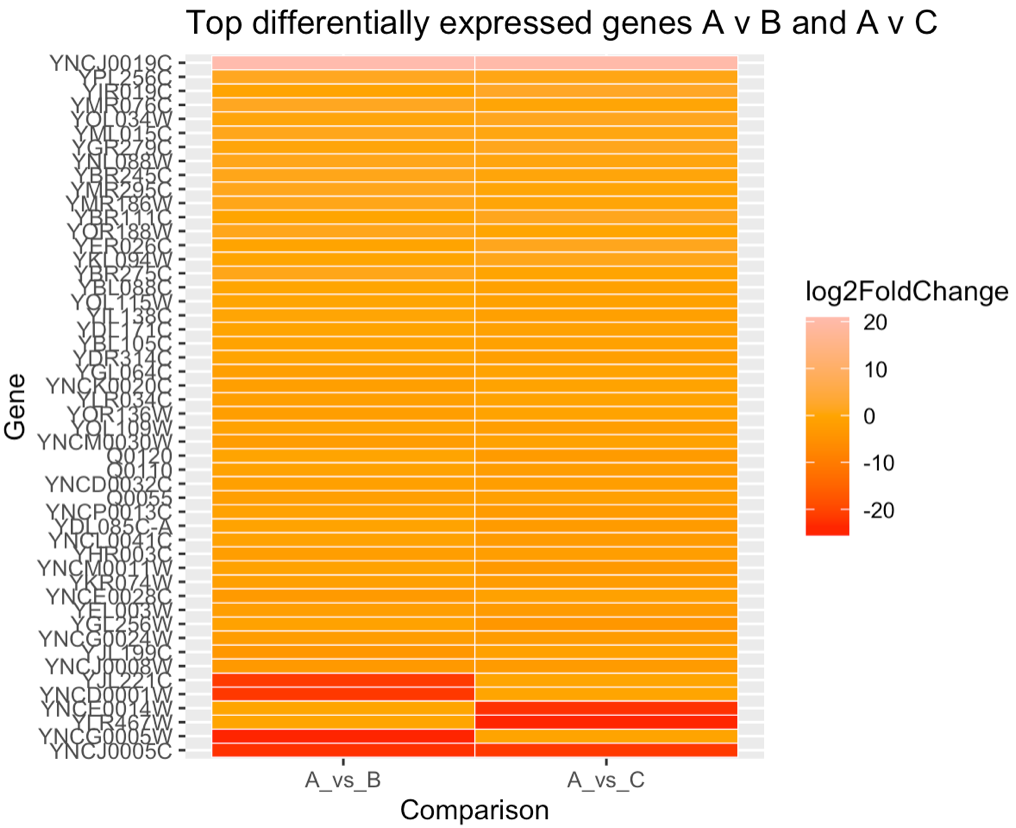 Top differentially expressed genes A v B and A v C
Gene
YNCJ0019C
YPL256C
YJR019C
YMR076C
YOL034W
YML015C
YGR279C
YNL088W
YBR245C
YMR295C
YMR186W
YBR111C
YOR188W
YER026C
YKL094W
YBR275C
YBL088C
YOL115W
YIL138C
YDL171C
YBL105C
YDR314C
YGL064C
YNCK0020C
YLR034C
YOR136W
YOL109W
YNCM0030W
Q0120
Q0110
YNCD0032C
Q0055
YNCP0013C
YDL085C-A
YNCL0041C
YHR003C
YNCM0011W
YKR074W
YNCE0028C
YEL003W
YGL256W
YNCG0024W
YJL199C
YNCJ0008W
YJL221C
YNCD0001W
YNCE0014W
YLR467W
YNCG0005W
YNCJ0005C
A_vs_B
A_vs_C
Comparison
log2FoldChange
20
10
0
-10
-20